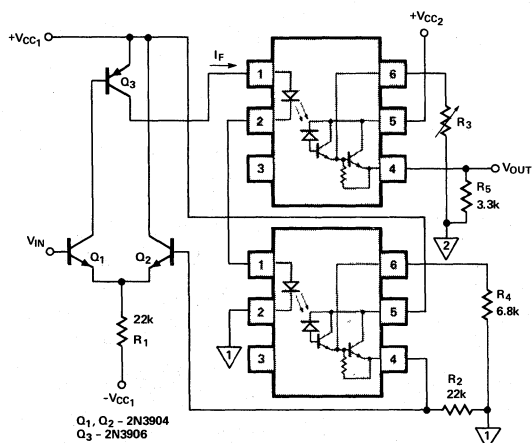 +VCC1
+VCC2
IF
Q3
1
2
3
6
5
4
R3
VOUT
R5
3.3k
2
VIN
Q1
Q2
22k
R1
-VCC1
Q1, Q2 - 2N3904
Q3 - 2N3906
1
2
3
6
5
4
1
R4
6.8k
R2
22k
1